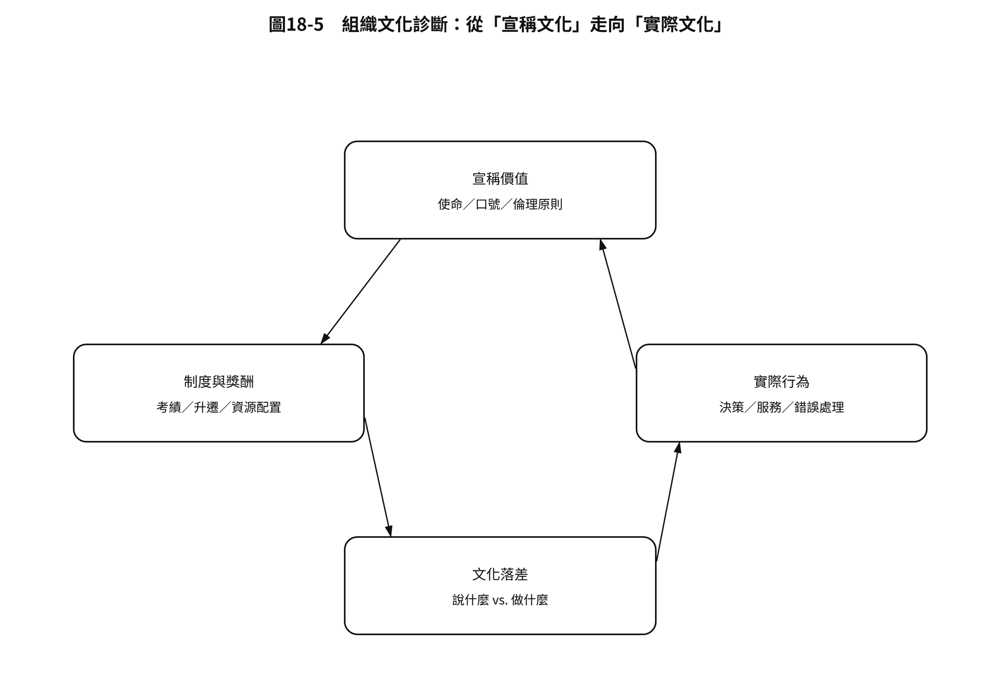 圖18-5　組織文化診斷：從「宣稱文化」走向「實際文化」
宣稱價值
使命／口號／倫理原則
制度與獎酬
考績／升遷／資源配置
實際行為
決策／服務／錯誤處理
文化落差
說什麼 vs. 做什麼